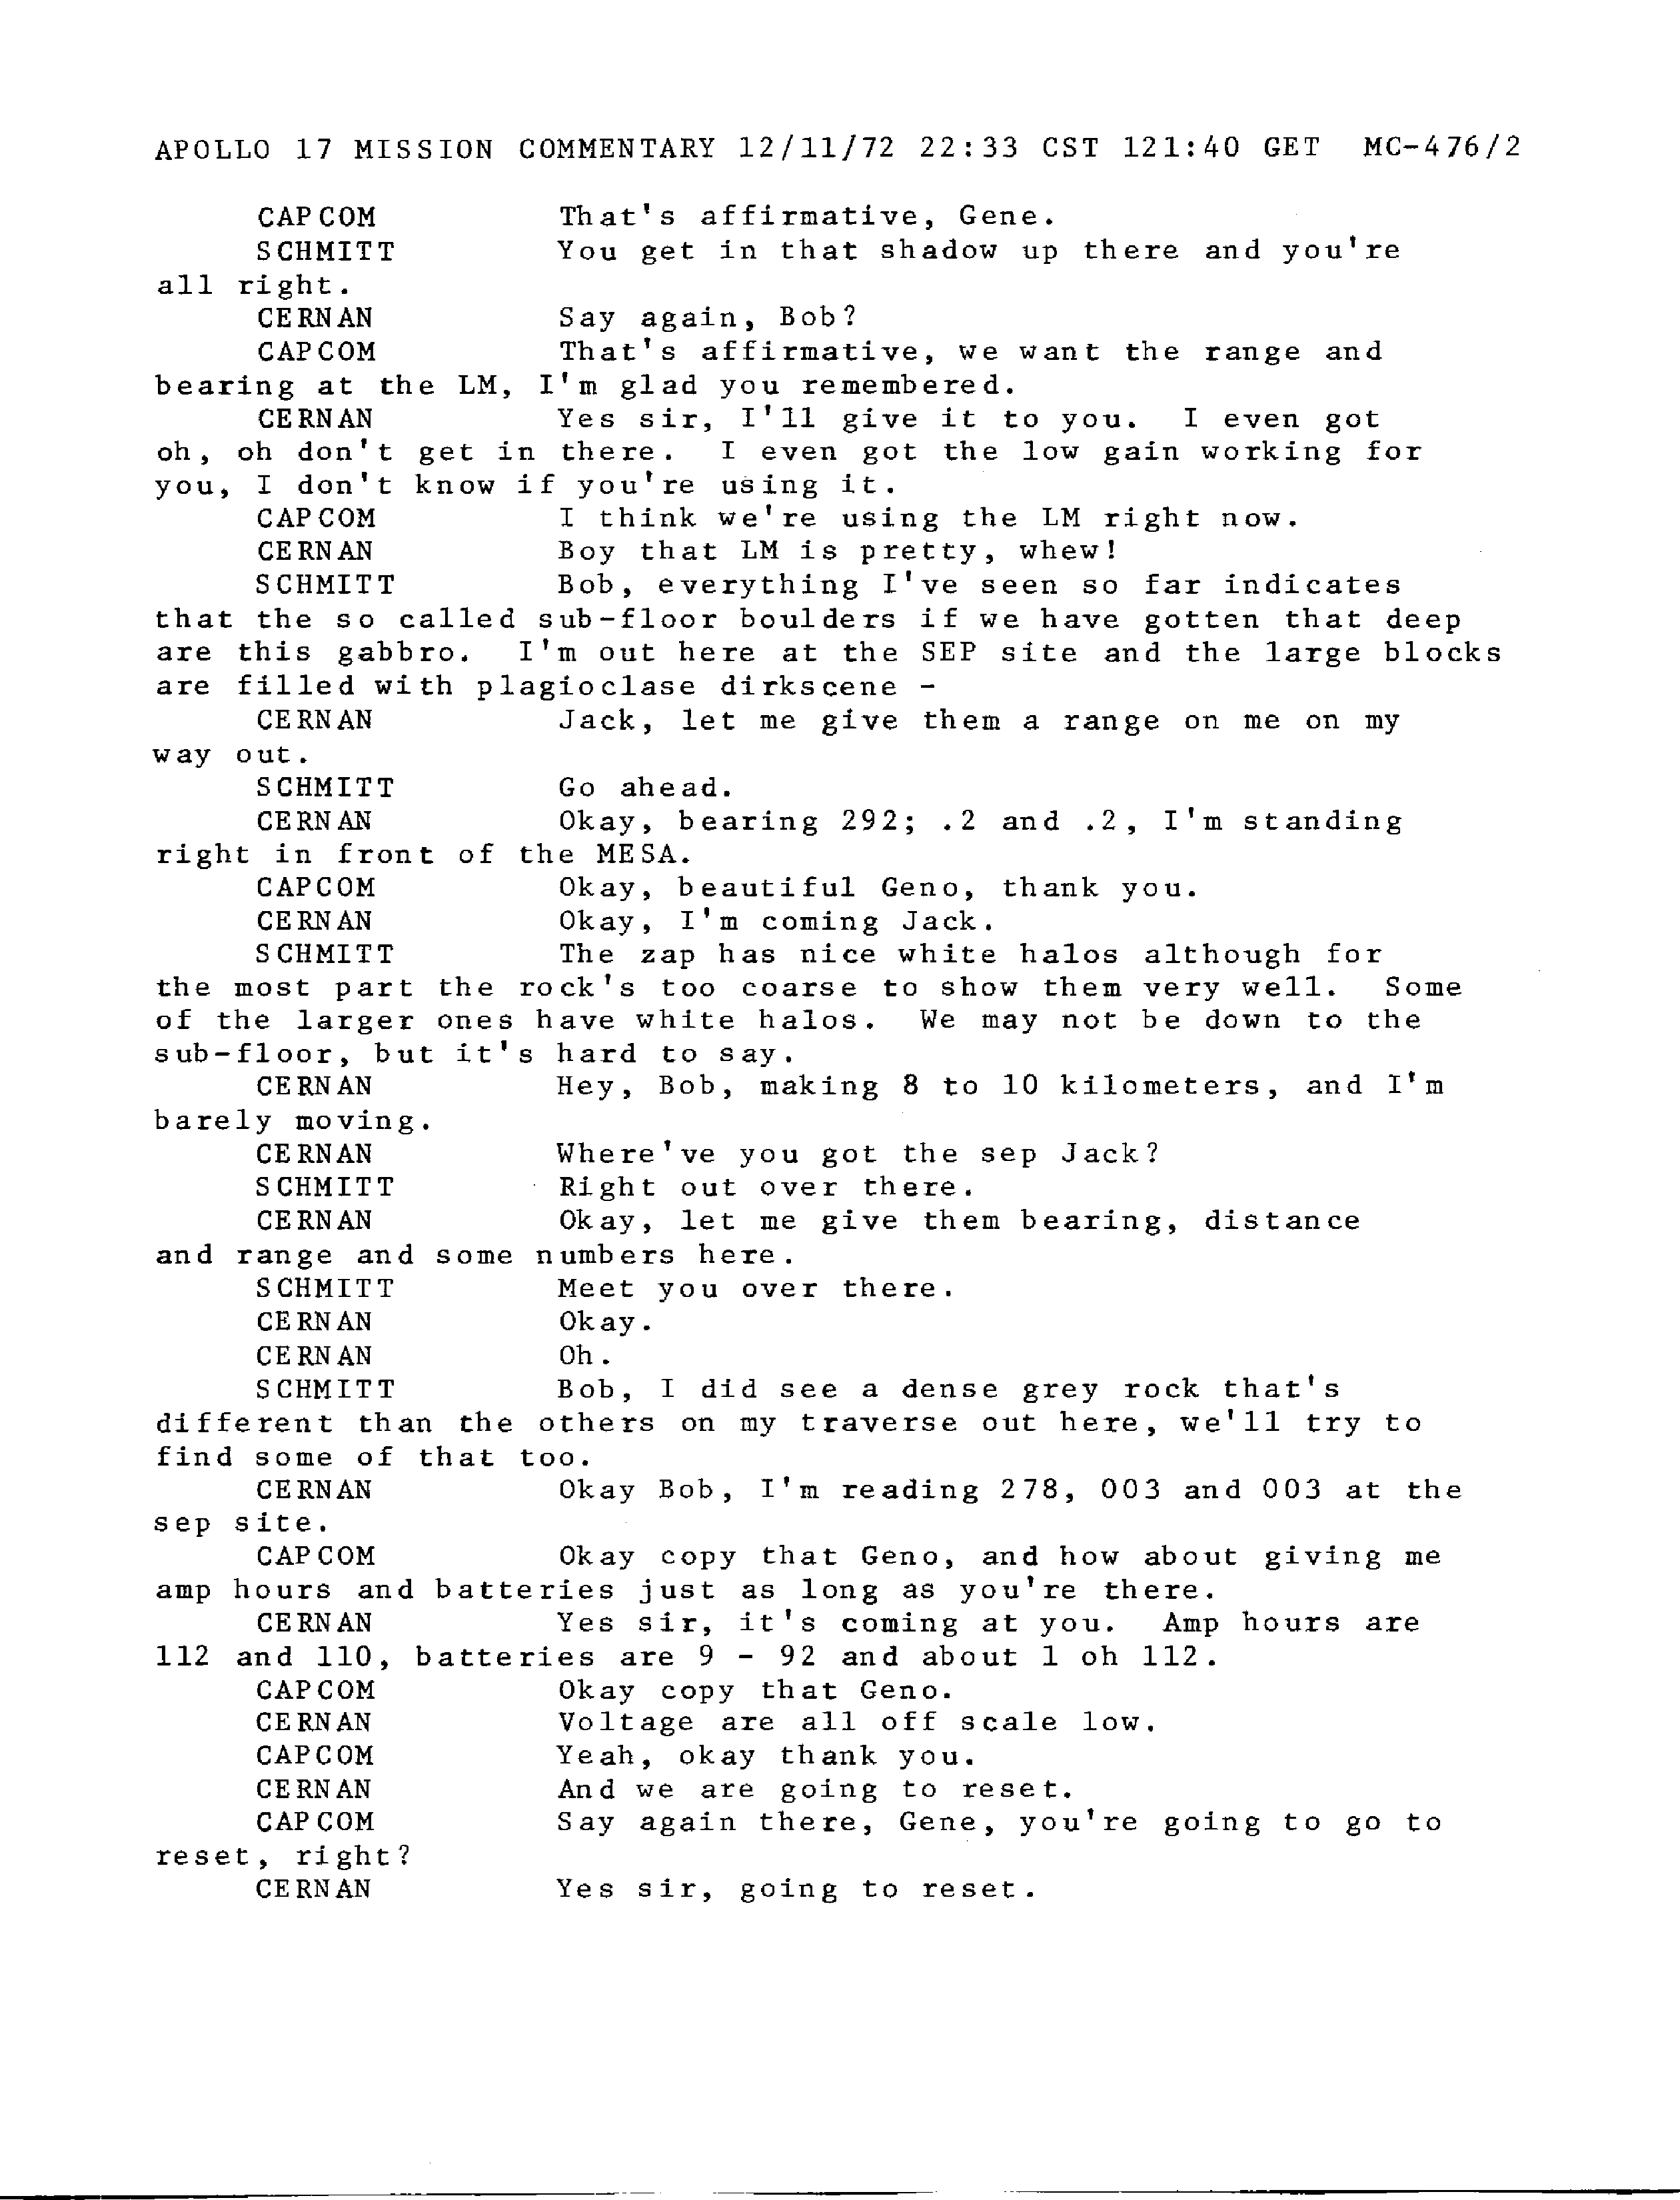 APOLLO 17 MISSION COMMENTARY 12/11/72 22:33 CST 121:40 GET MC-476/2
CAPCOM That's affirmative, Gene.
SCHMITT You get in that shadow up there and you're
all right.
CERNAN Say again, Bob?
CAPCOM That's affirmative, we want the range and
bearing at the LM, I'm glad you remembered.
CERNAN Yes sir, I'll give it to you. I even got
oh, oh don't get in there. I even got the low gain working for
you, I don't know if you're using it.
CAPCOM I think we're using the LM right now.
CERNAN Boy that LM is pretty, whew!
SCHMITT Bob, everything I've seen so far indicates
that the so called sub-floor boulders if we have gotten that deep
are this gabbro. I'm out here at the SEP site and the large blocks
are filled with plagioclase dirkscene -
CERNAN Jack, let me give them a range on me on my
way out.
SCHMITT Go ahead.
CERNAN Okay, bearing 292; .2 and .2, I'm standing
right in front of the MESA.
CAPCOM Okay, beautiful Geno, thank you.
CERNAN Okay, I'm coming Jack.
SCHMITT The zap has nice white halos although for
the most part the rock's too coarse to show them very well. Some
of the larger ones have white halos. We may not be down to the
sub-floor, but it's hard to say.
CERNAN Hey, Bob, making 8 to 10 kilometers, and I'm
barely moving.
CERNAN Where've you got the sep Jack?
SCHMITT Right out over there.
CERNAN Okay, let me give them bearing, distance
and range and some numbers here.
SCHMITT Meet you over there.
CERNAN Okay.
CERNAN Oh.
SCHMITT Bob, I did see a dense grey rock that's
different than the others on my traverse out here, we'll try to
find some of that too.
CERNAN Okay Bob, I'm reading 278, 003 and 003 at the
sep site.
CAPCOM Okay copy that Geno, and how about giving me
amp hours and batteries just as long as you're there.
CERNAN Yes sir, it's coming at you. Amp hours are
112 and 110, batteries are 9 - 92 and about 1 oh 112.
CAPCOM Okay copy that Geno.
CERNAN Voltage are all off scale low.
CAPCOM Yeah, okay thank you.
CERNAN And we are going to reset.
CAPCOM Say again there, Gene, you're going to go to
reset, right?
CERNAN Yes sir, going to reset.